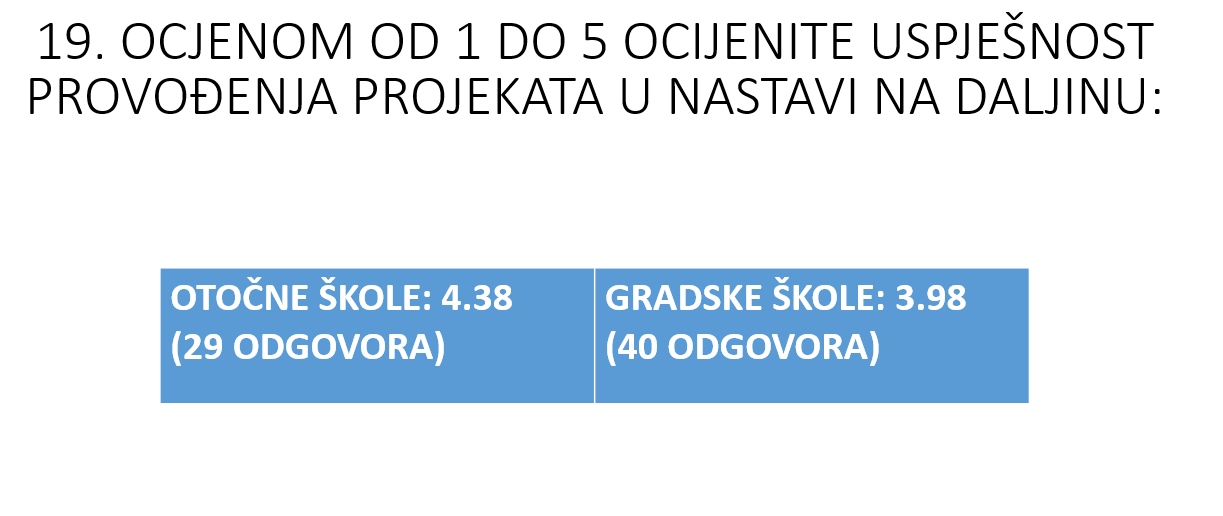 19. OCJENOM OD 1 DO 5 OCIJENITE USPJEŠNOST
PROVOĐENJA PROJEKATA U NASTAVI NA DALJINU:
OTOČNE ŠKOLE: 4.38
(29 ODGOVORA)
GRADSKE ŠKOLE: 3.98
(40 ODGOVORA)